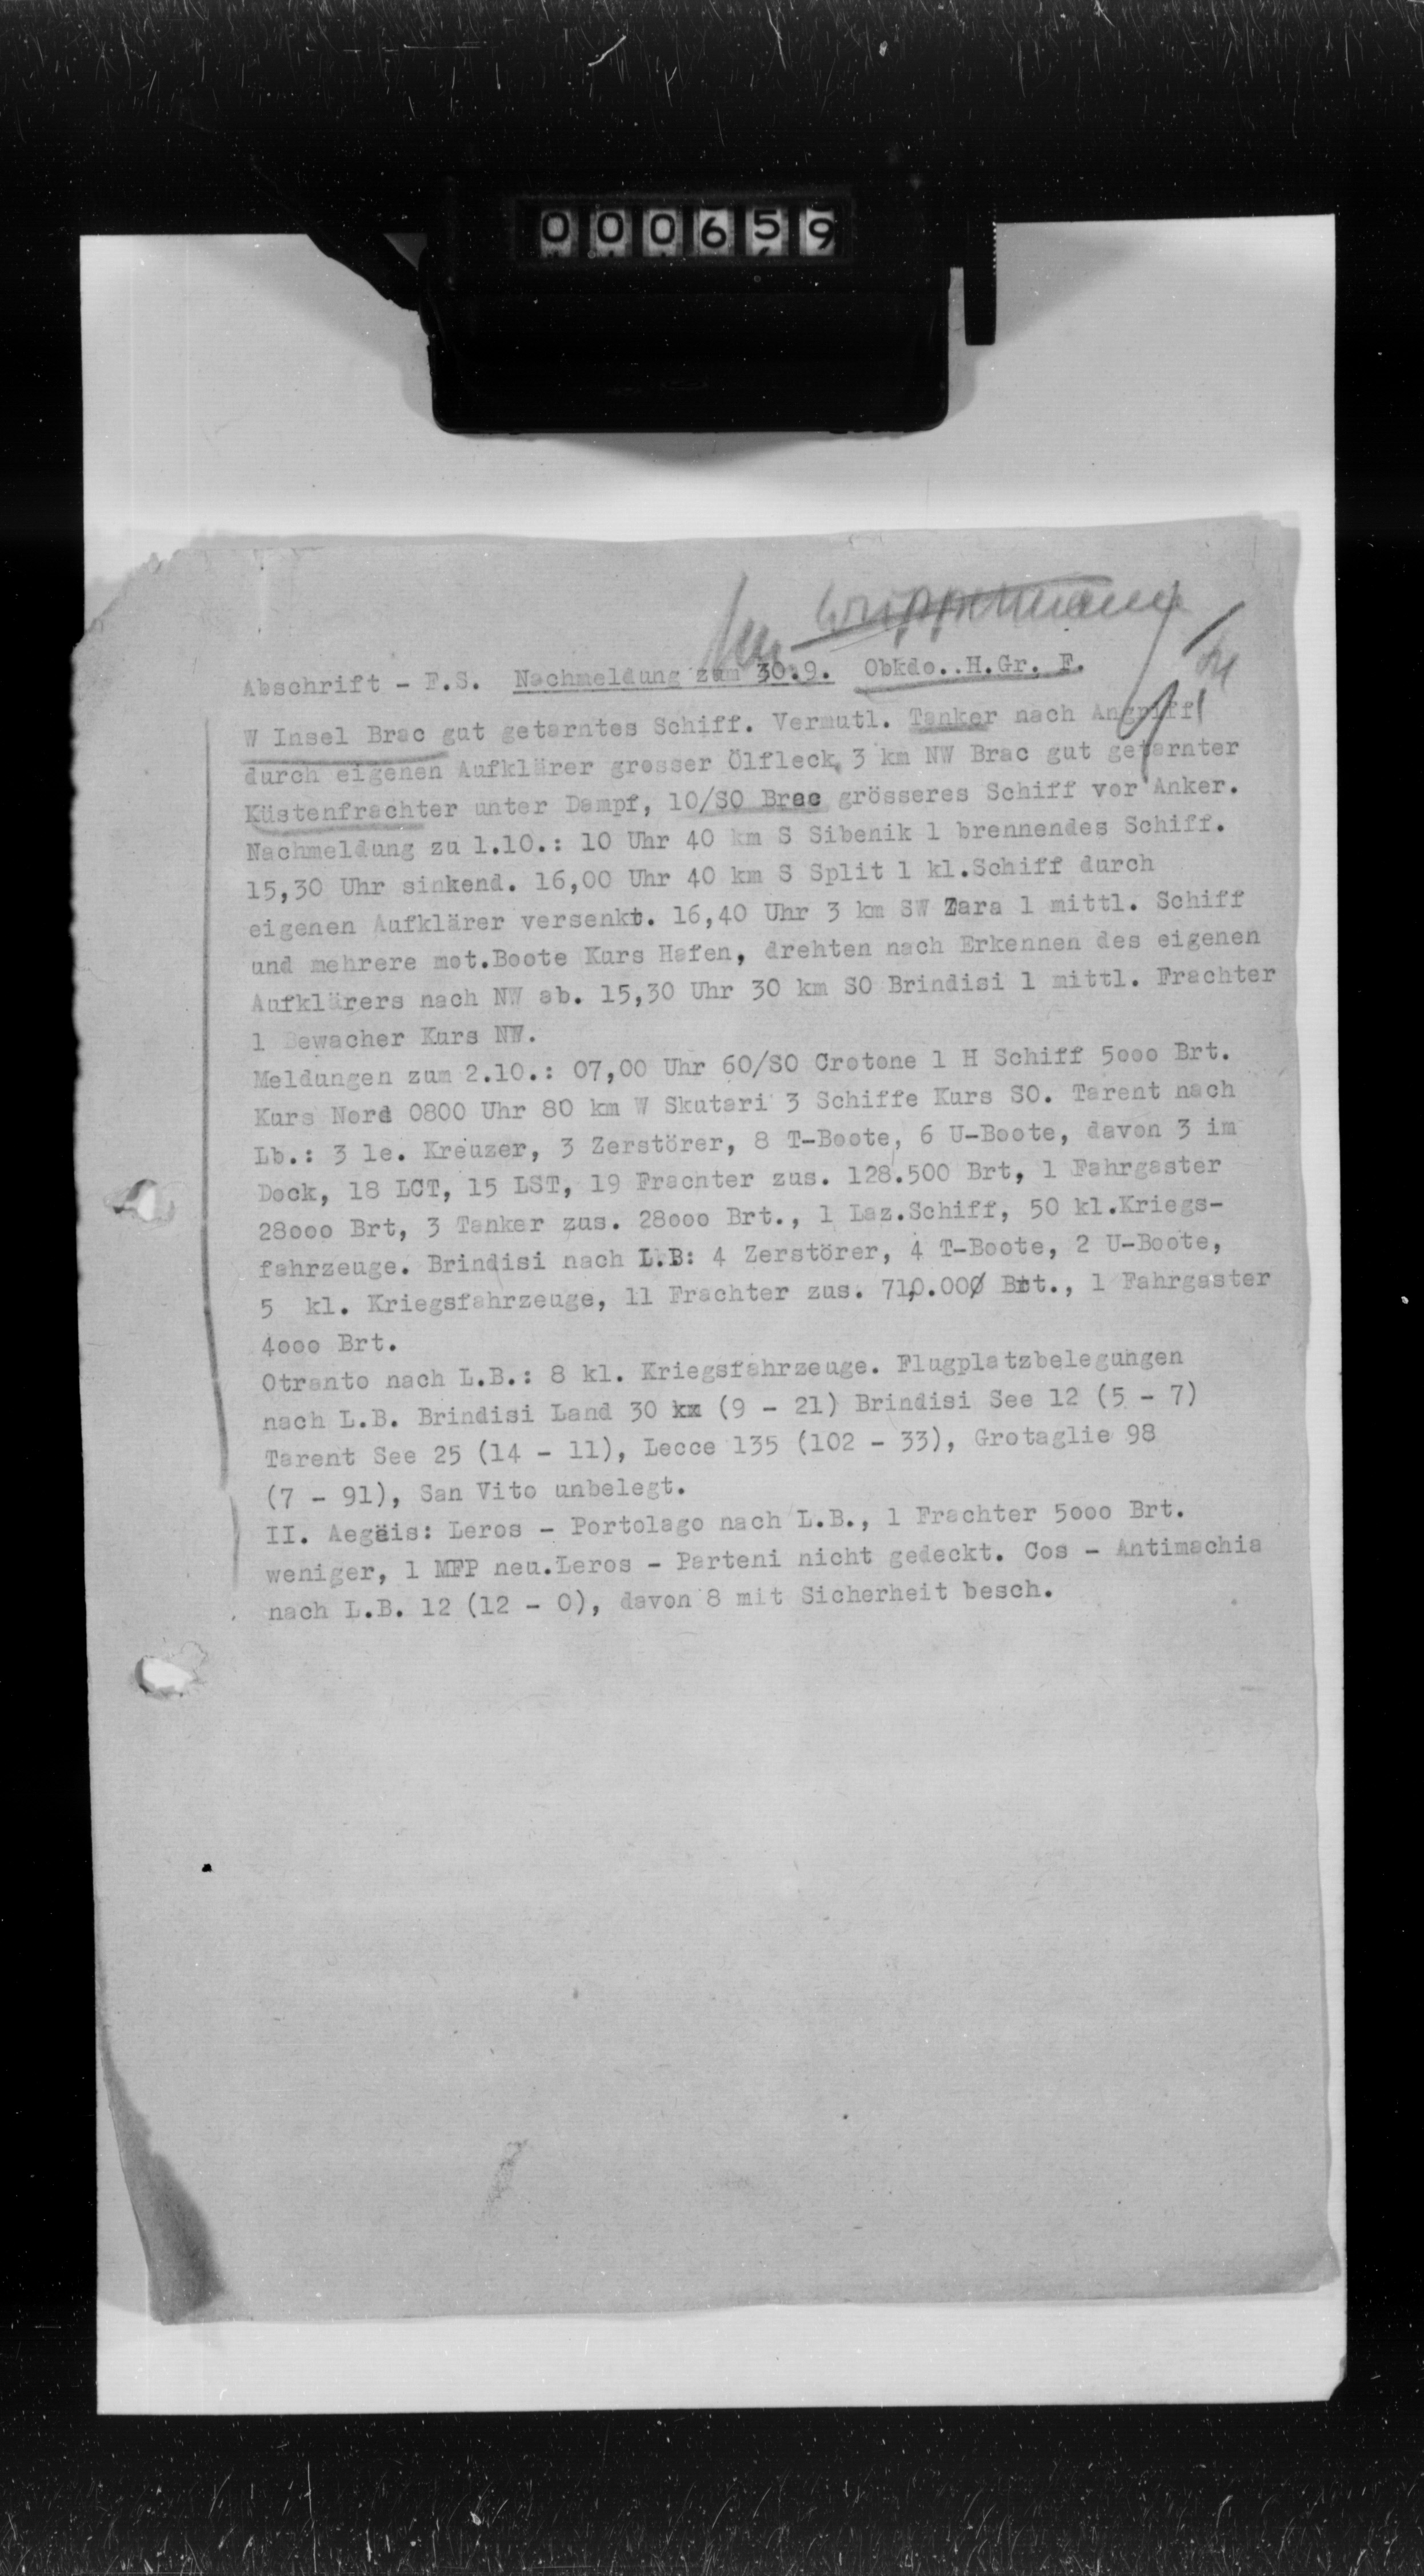 000659
Wippermann
Abschrift - F.S. Nachmeldung zum 30.9. Obkdo..H.Gr. F.
W Insel Brac gut getarntes Schiff. Vermutl. Tanker nach Angriff
durch eigenen Aufklärer grosser Ölfleck, 3 km NW Brac gut getarnter
Küstenfrachter unter Dampf, 10/SO Brac grösseres Schiff vor Anker.
Nachmeldung zu 1.10.: 10 Uhr 40 km S Sibenik 1 brennendes Schiff.
15,30 Uhr sinkend. 16,00 Uhr 40 km S Split 1 kl.Schiff durch
eigenen Aufklärer versenkt. 16,40 Uhr 3 km SW Zara 1 mittl. Schiff
und mehrere mot.Boote Kurs Hafen, drehten nach Erkennen des eigenen
Aufklärers nach NW ab. 15,30 Uhr 30 km SO Brindisi 1 mittl. Frachter
1 Bewacher Kurs NW.
Meldungen zum 2.10.: 07,00 Uhr 60/SO Crotone 1 H Schiff 5ooo Brt.
Kurs Nord 0800 Uhr 80 km W Skutari 3 Schiffe Kurs SO. Tarent nach
Lb.: 3 le. Kreuzer, 3 Zerstörer, 8 T-Boote, 6 U-Boote, davon 3 im
Dock, 18 LCT, 15 LST, 19 Frachter zus. 128.500 Brt, 1 Fahrgaster
28ooo Brt, 3 Tanker zus. 28ooo Brt., 1 Laz.Schiff, 50 kl.Kriegs-
fahrzeuge. Brindisi nach L.B: 4 Zerstörer, 4 T-Boote, 2 U-Boote,
5 kl. Kriegsfahrzeuge, 11 Frachter zus. 710.000 Brt., 1 Fahrgaster
4ooo Brt.
Otranto nach L.B.: 8 kl. Kriegsfahrzeuge. Flugplatzbelegungen
nach L.B. Brindisi Land 30 xx (9 - 21) Brindisi See 12 (5 - 7)
Tarent See 25 (14 - 11), Lecce 135 (102 - 33), Grotaglie 98
(7 - 91), San Vito unbelegt.
II. Aegäis: Leros - Portolago nach L.B., 1 Frachter 5ooo Brt.
weniger, 1 MFP neu.Leros - Parteni nicht gedeckt. Cos - Antimachia
nach L.B. 12 (12 - 0), davon 8 mit Sicherheit besch.